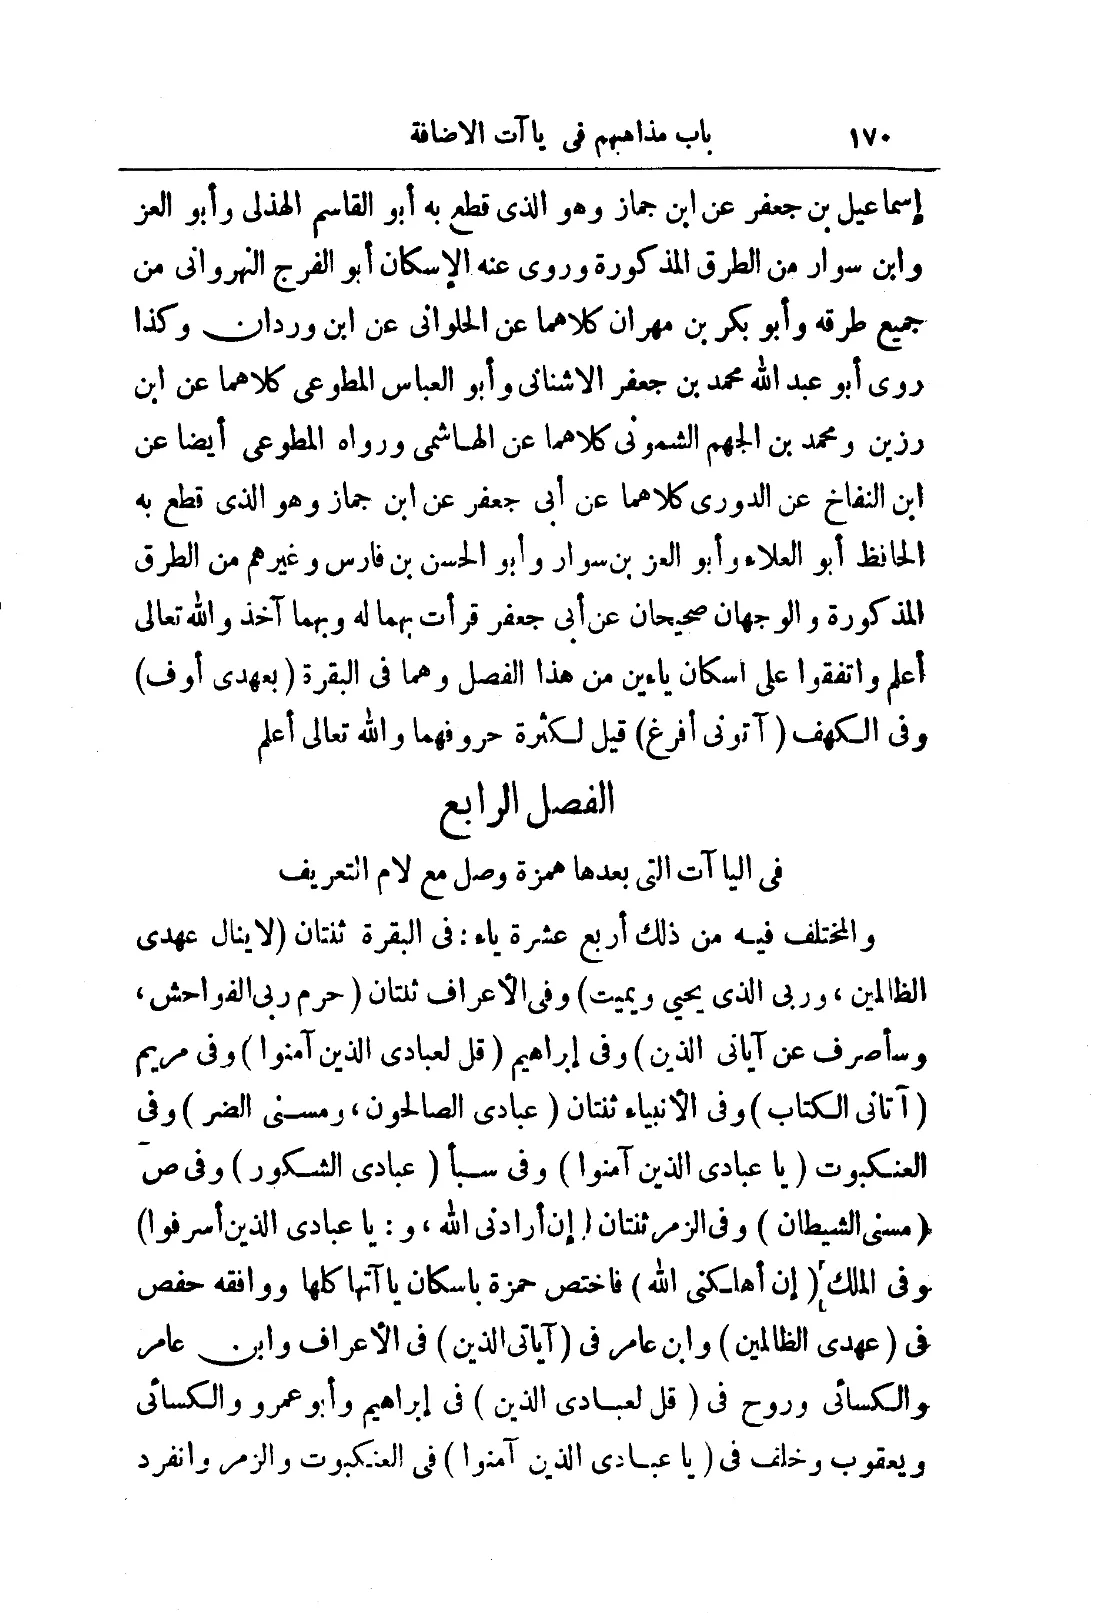 ١٧٠ باب مذاهبهم فى ياآت الاضافة
إسماعيل بن جعفر عن ابن جماز وهو الذى قطع به أبو القاسم الهذلى وأبو العز
وابن سوار من الطرق المذكورة وروى عنه الإسكان أبو الفرج النهروانى من
جميع طرقه وأبو بكر بن مهران كلاهما عن الحلوانى عن ابن وردان وكذا
روى أبو عبد الله محمد بن جعفر الاشنانى وأبو العباس المطوعى كلاهما عن ابن
رزين ومحمد بن الجهم الشمونى كلاهما عن الهاشمى ورواه المطوعى أيضا عن
ابن النفاخ عن الدورى كلاهما عن أبى جعفر عن ابن جماز وهو الذى قطع به
الحافظ أبو العلاء وأبو العز بن سوار وأبو الحسن بن فارس وغيرهم من الطرق
المذكورة والوجهان صحيحان عن أبى جعفر قرأت بهما له وبهما آخذ والله تعالى
أعلم واتفقوا على اسكان ياءين من هذا الفصل وهما فى البقرة (بعهدى أوف)
وفى الكهف (آتونى أفرغ) قيل لكثرة حروفهما والله تعالى أعلم
الفصل الرابع
فى الياآت التى بعدها همزة وصل مع لام التعريف
والمختلف فيه من ذلك أربع عشرة ياء: فى البقرة ثنتان (لاينال عهدى
الظالمين ، وربى الذى يحيى ويميت) وفى الأعراف ثنتان (حرم ربى الفواحش ،
وسأصرف عن آياتى الذين) وفى إبراهيم (قل لعبادى الذين آمنوا) وفى مريم
(آتانى الكتاب) وفى الأنبياء ثنتان (عبادى الصالحون، ومسنى الضر) وفى
العنكبوت (يا عبادى الذين آمنوا) وفى سبأ (عبادى الشكور) وفى صٓ
(مسنى الشيطان) وفى الزمر ثنتان (إن أرادنى الله ، و: يا عبادى الذين أسرفوا)
وفى الملك (إن أهلكنى الله) فاختص حمزة باسكان ياآتها كلها ووافقه حفص
فى (عهدى الظالمين) وابن عامر فى (آياتى الذين) فى الأعراف وابن عامر
والكسائى وروح فى (قل لعبادى الذين) فى إبراهيم وأبو عمرو والكسائى
ويعقوب وخلف فى (يا عبادى الذين آمنوا) فى العنكبوت والزمر وانفرد